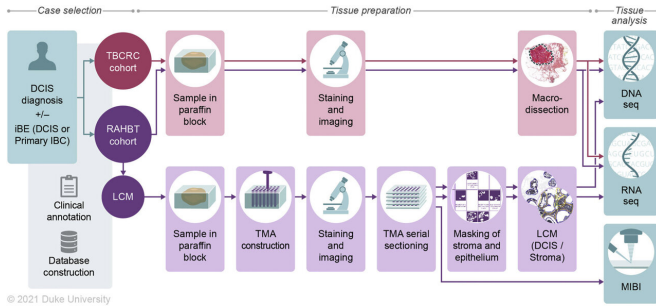 Case selection
Tissue preparation
Tissue
analysis
DCIS
diagnosis
+/–
iBE (DCIS or
Primary IBC)
TBCRC
cohort
RAHBT
cohort
LCM
Clinical
annotation
Database
construction
Sample in
paraffin
block
Staining
and
imaging
Macro-
dissection
DNA
seq
RNA
seq
Sample in
paraffin
block
TMA
construction
Staining
and
imaging
TMA serial
sectioning
Masking of
stroma and
epithelium
LCM
(DCIS /
Stroma)
MIBI
© 2021 Duke University